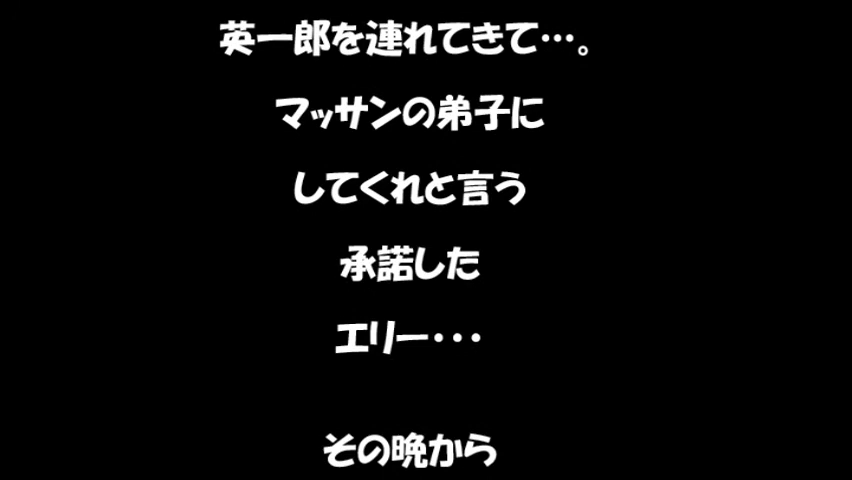 英一郎を連れてきて…。
マッサンの弟子に
してくれと言う
承諾した
エリー・・・
その晩から